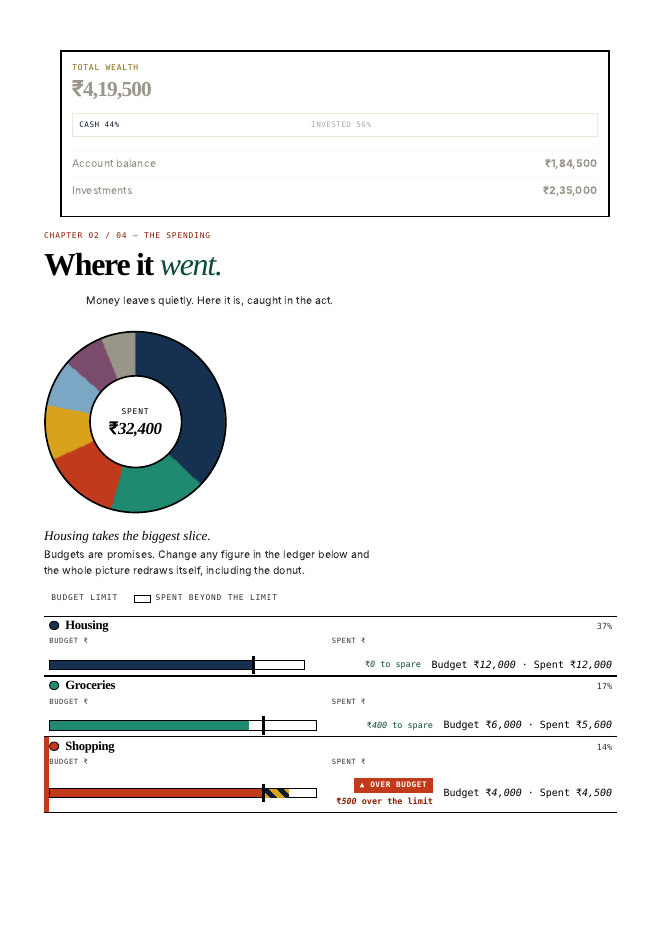 TOTAL WEALTH
₹4,19,500
CASH 44% INVESTED 56%
Account balance ₹1,84,500
Investments ₹2,35,000
CHAPTER 02 / 04 — THE SPENDING
Where it went.
Money leaves quietly. Here it is, caught in the act.
SPENT
₹32,400
Housing takes the biggest slice.
Budgets are promises. Change any figure in the ledger below and
the whole picture redraws itself, including the donut.
BUDGET LIMIT SPENT BEYOND THE LIMIT
Housing 37%
BUDGET ₹ SPENT ₹
₹0 to spare Budget ₹12,000 · Spent ₹12,000
Groceries 17%
BUDGET ₹ SPENT ₹
₹400 to spare Budget ₹6,000 · Spent ₹5,600
Shopping 14%
BUDGET ₹ SPENT ₹
▲ OVER BUDGET
₹500 over the limit Budget ₹4,000 · Spent ₹4,500